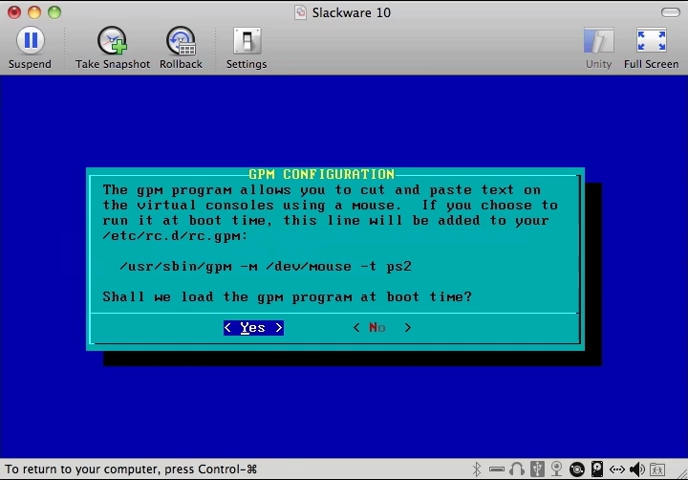 Slackware 10
Suspend
Take Snapshot
Rollback
Settings
Unity
Full Screen
GPM CONFIGURATION
The gpm program allows you to cut and paste text on
the virtual consoles using a mouse.  If you choose to
run it at boot time, this line will be added to your
/etc/rc.d/rc.gpm:
/usr/sbin/gpm -m /dev/mouse -t ps2
Shall we load the gpm program at boot time?
< Yes >
<  No  >
To return to your computer, press Control-⌘